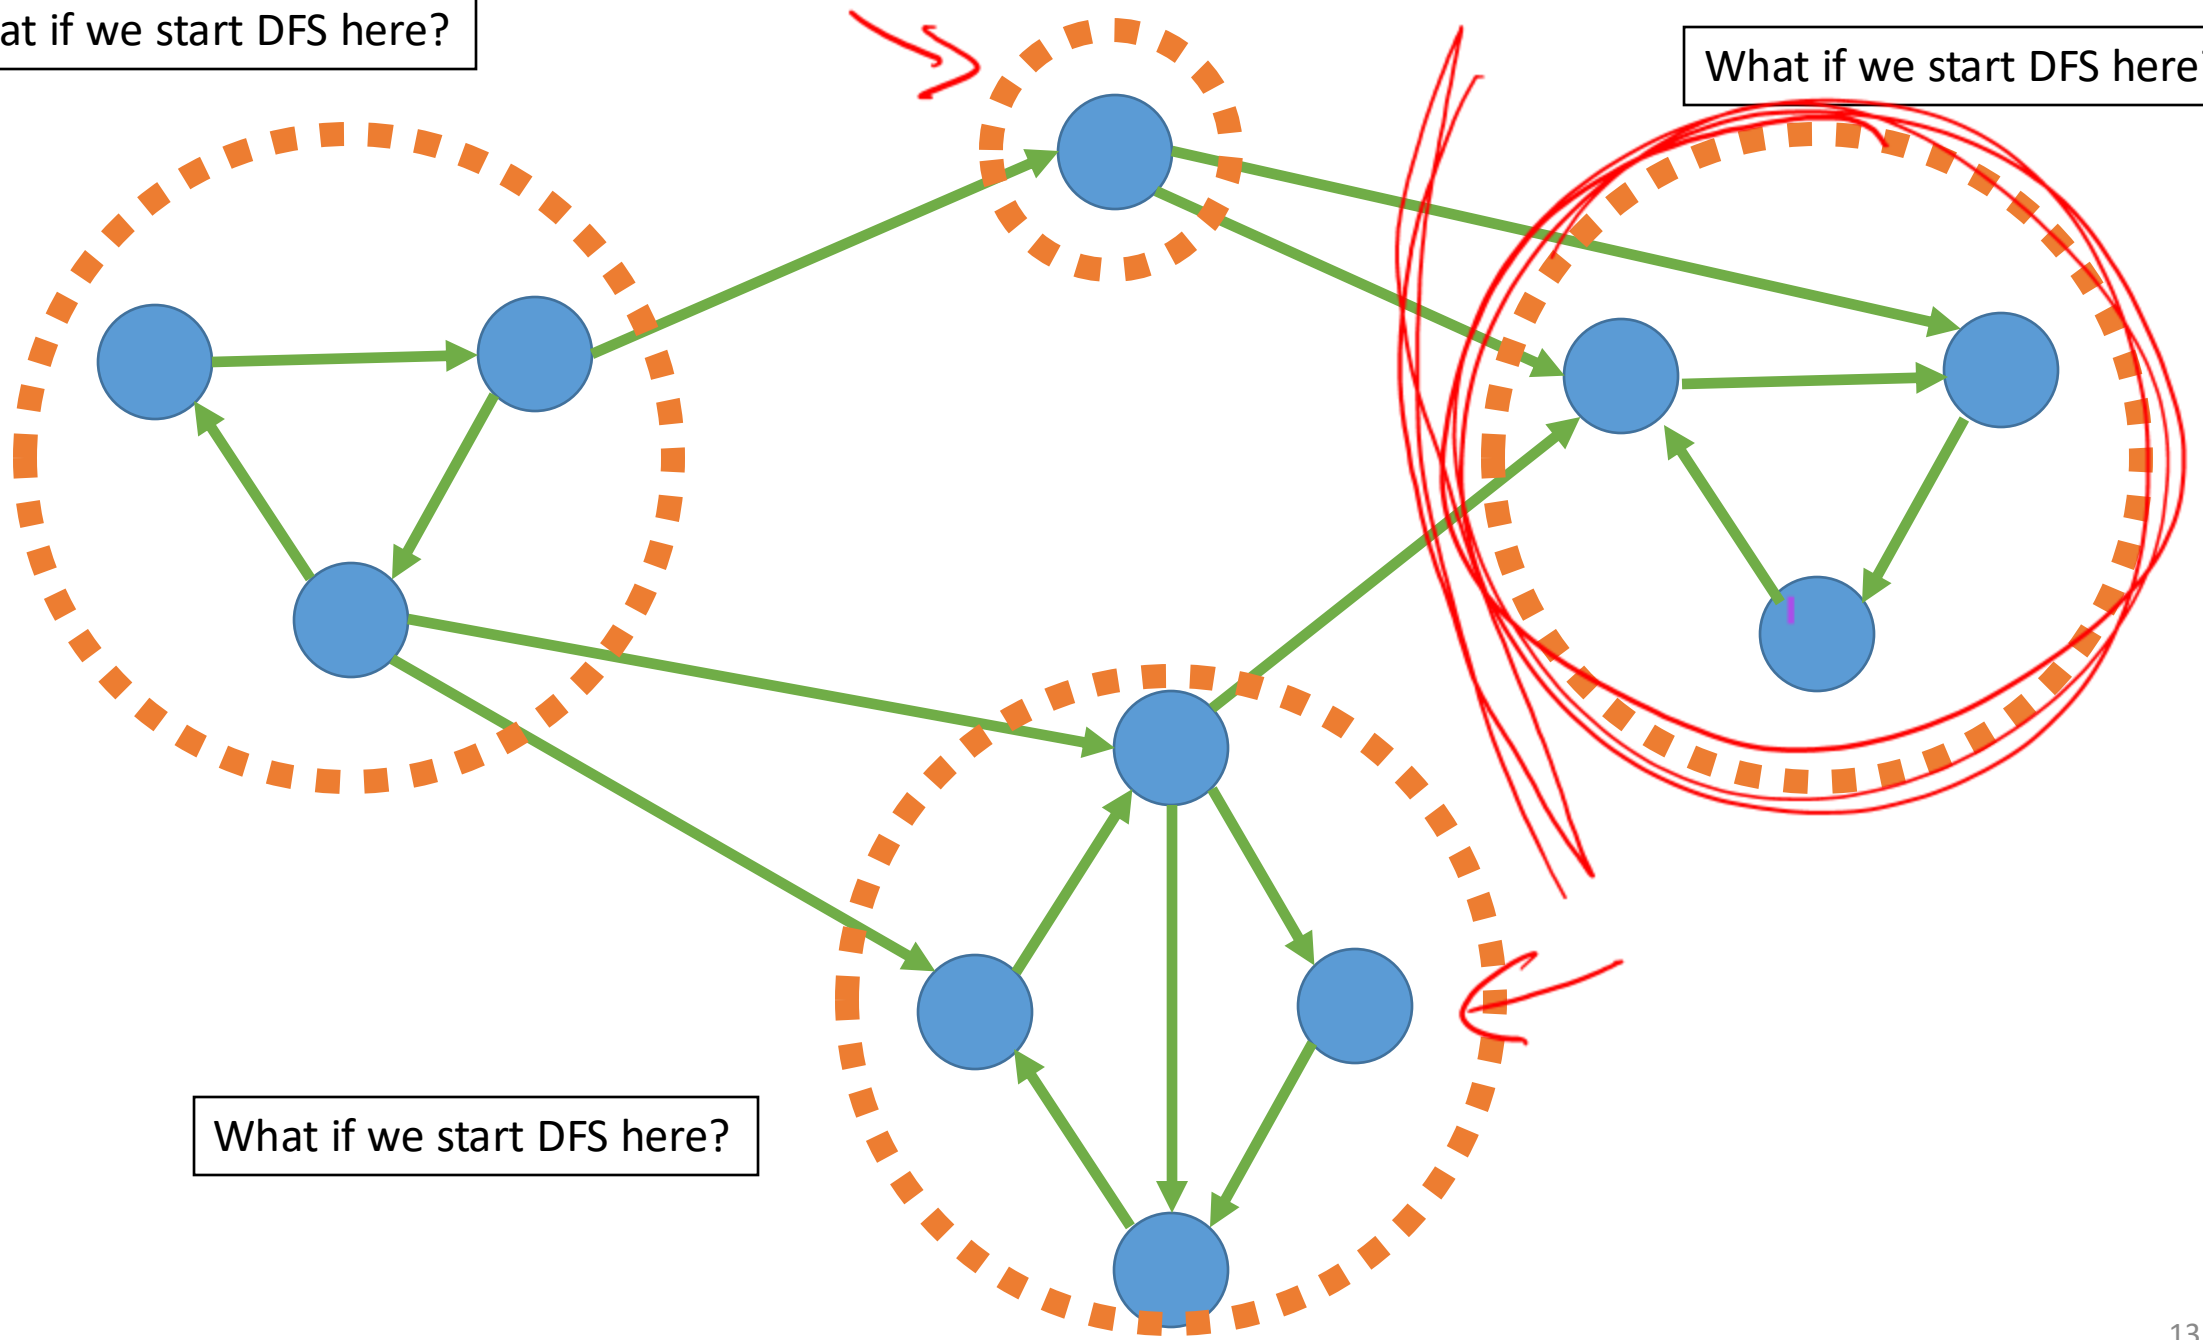 at if we start DFS here?
What if we start DFS here?
What if we start DFS here?
13